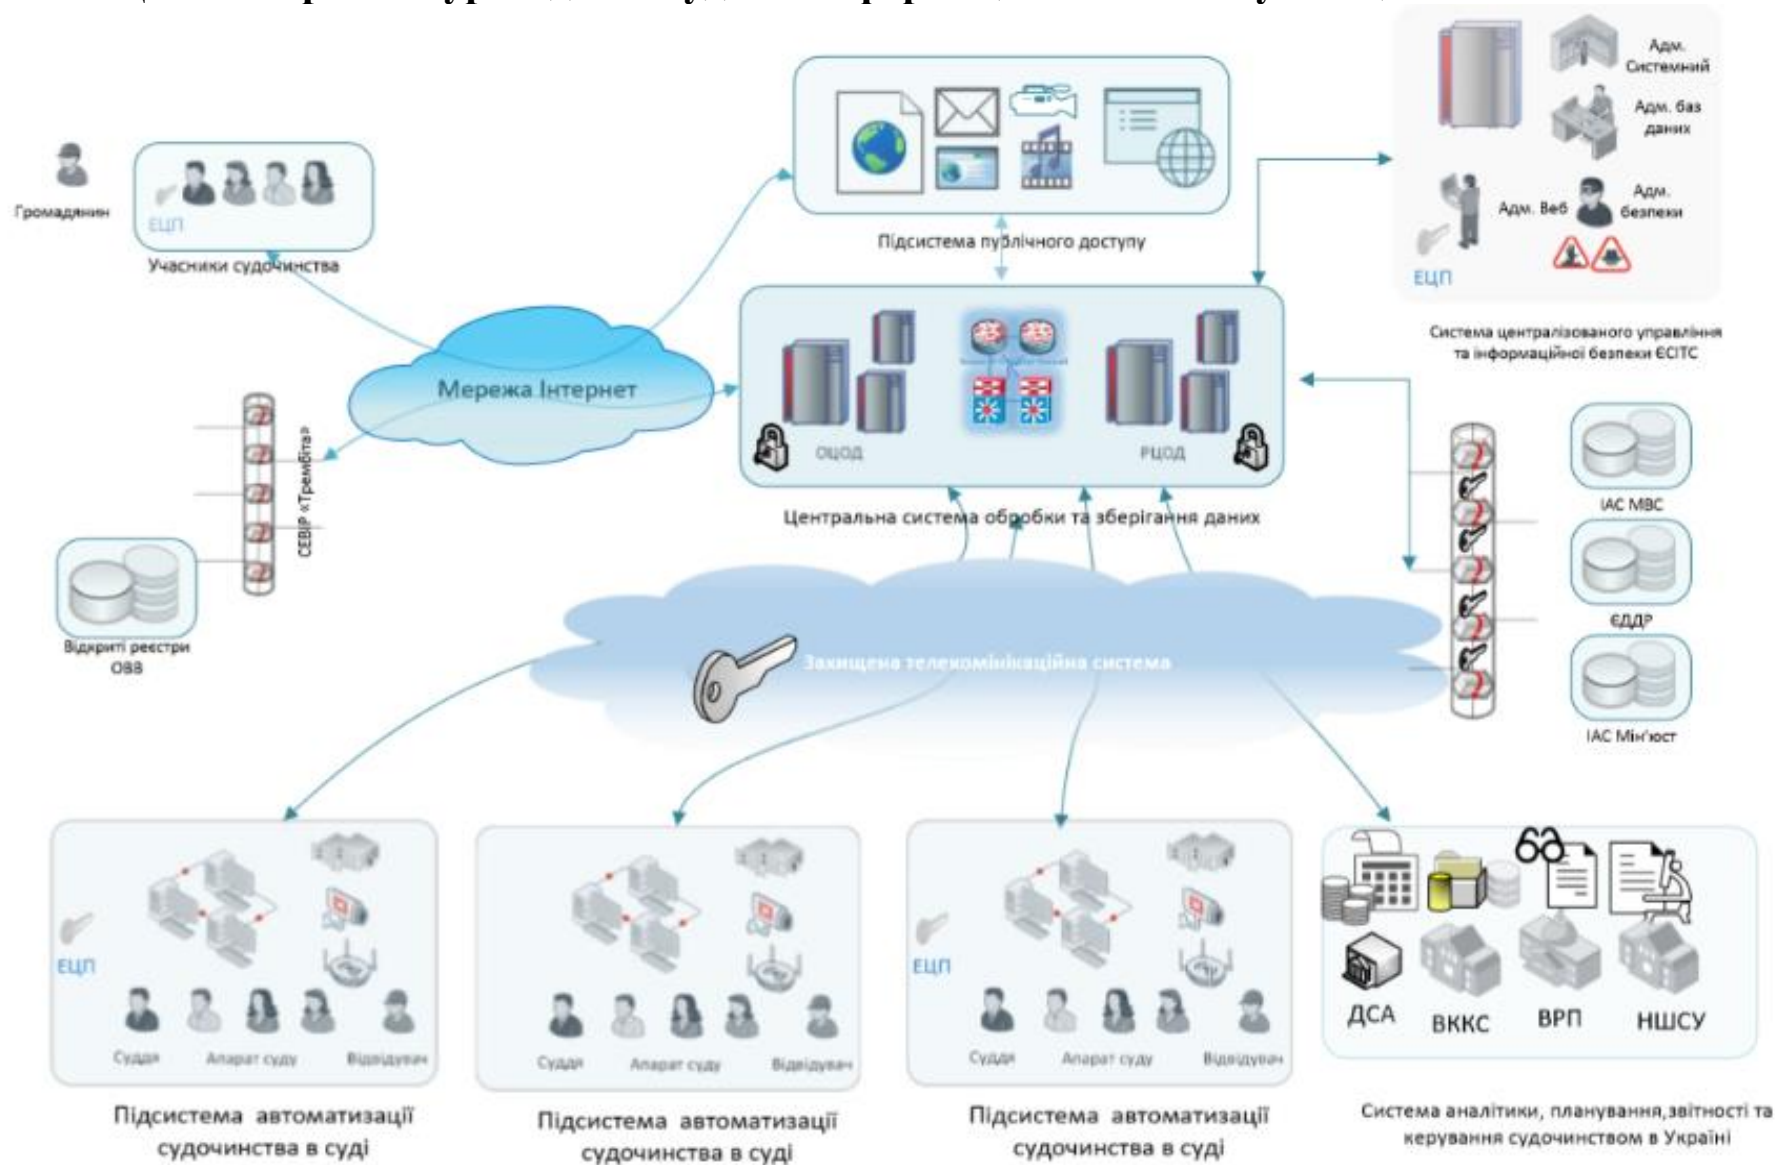 Адм.
Системний
Адм. баз
даних
Адм. Веб
Адм.
безпеки
ЕЦП
Система централізованого управління
та інформаційної безпеки ЄСІТС
Громадянин
ЕЦП
Учасники судочинства
Підсистема публічного доступу
Мережа Інтернет
ОЦОД
РЦОД
Центральна система обробки та зберігання даних
СЕВІР «Трембіта»
Відкриті реєстри
ОВВ
ІАС МВС
ЄДДР
ІАС Мін'юст
Захищена телекомінікаційна система
ЕЦП
Суддя
Апарат суду
Відвідувач
Підсистема автоматизації
судочинства в суді
Суддя
Апарат суду
Відвідувач
Підсистема автоматизації
судочинства в суді
ЕЦП
Суддя
Апарат суду
Відвідувач
Підсистема автоматизації
судочинства в суді
ДСА
ВККС
ВРП
НШСУ
Система аналітики, планування,звітності та
керування судочинством в Україні